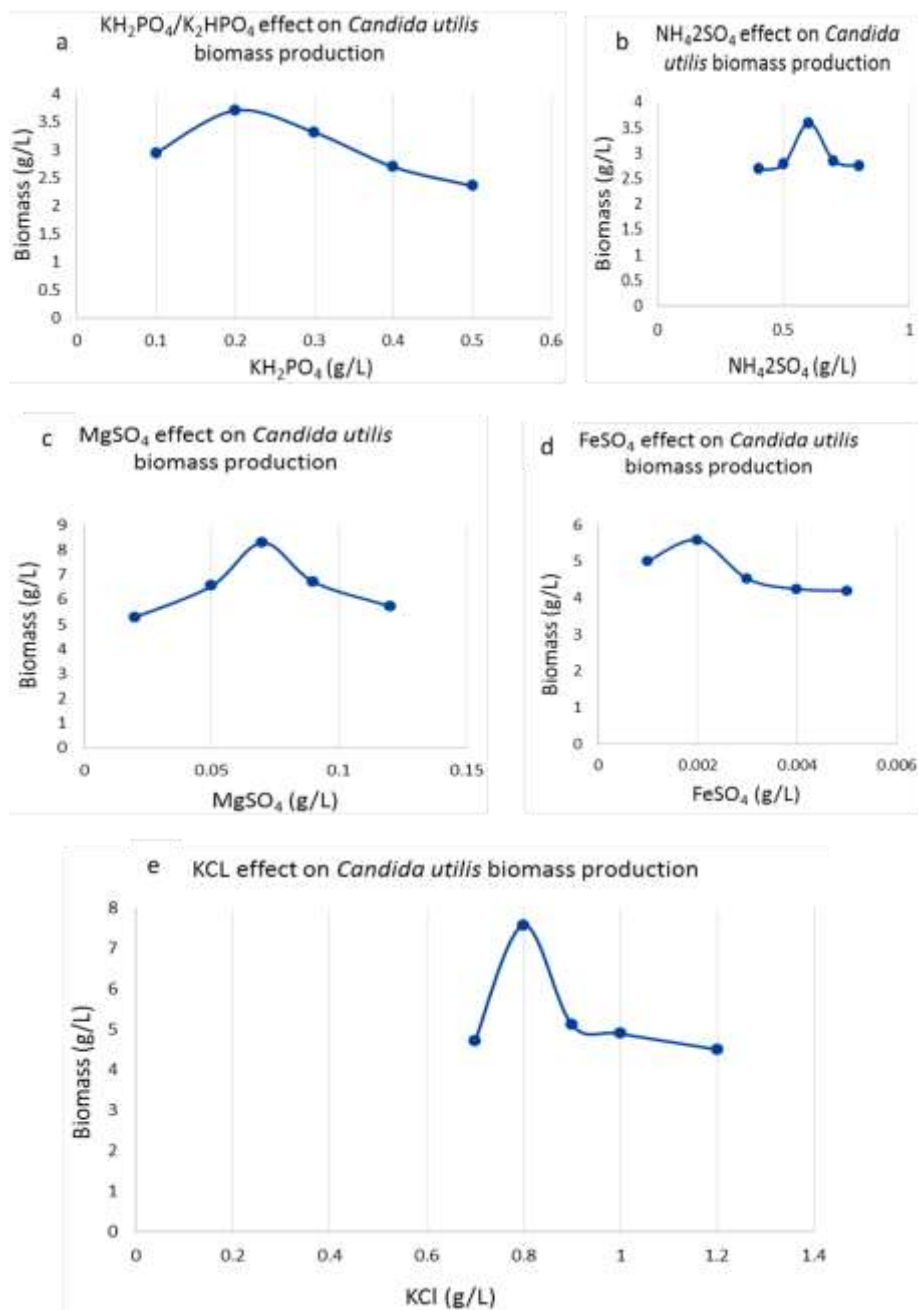 a
KH₂PO₄/K₂HPO₄ effect on Candida utilis
biomass production
4
3.5
3
2.5
2
1.5
1
0.5
0
Biomass (g/L)
0 0.1 0.2 0.3 0.4 0.5 0.6
KH₂PO₄ (g/L)
b
NH₄2SO₄ effect on Candida
utilis biomass production
4
3.5
3
2.5
2
1.5
1
0.5
0
Biomass (g/L)
0 0.5 1
NH₄2SO₄ (g/L)
c
MgSO₄ effect on Candida utilis
biomass production
9
8
7
6
5
4
3
2
1
0
Biomass (g/L)
0 0.05 0.1 0.15
MgSO₄ (g/L)
d
FeSO₄ effect on Candida utilis
biomass production
6
5
4
3
2
1
0
Biomass (g/L)
0 0.002 0.004 0.006
FeSO₄ (g/L)
e KCL effect on Candida utilis biomass production
8
7
6
5
4
3
2
1
0
Biomass (g/L)
0 0.2 0.4 0.6 0.8 1 1.2 1.4
KCl (g/L)